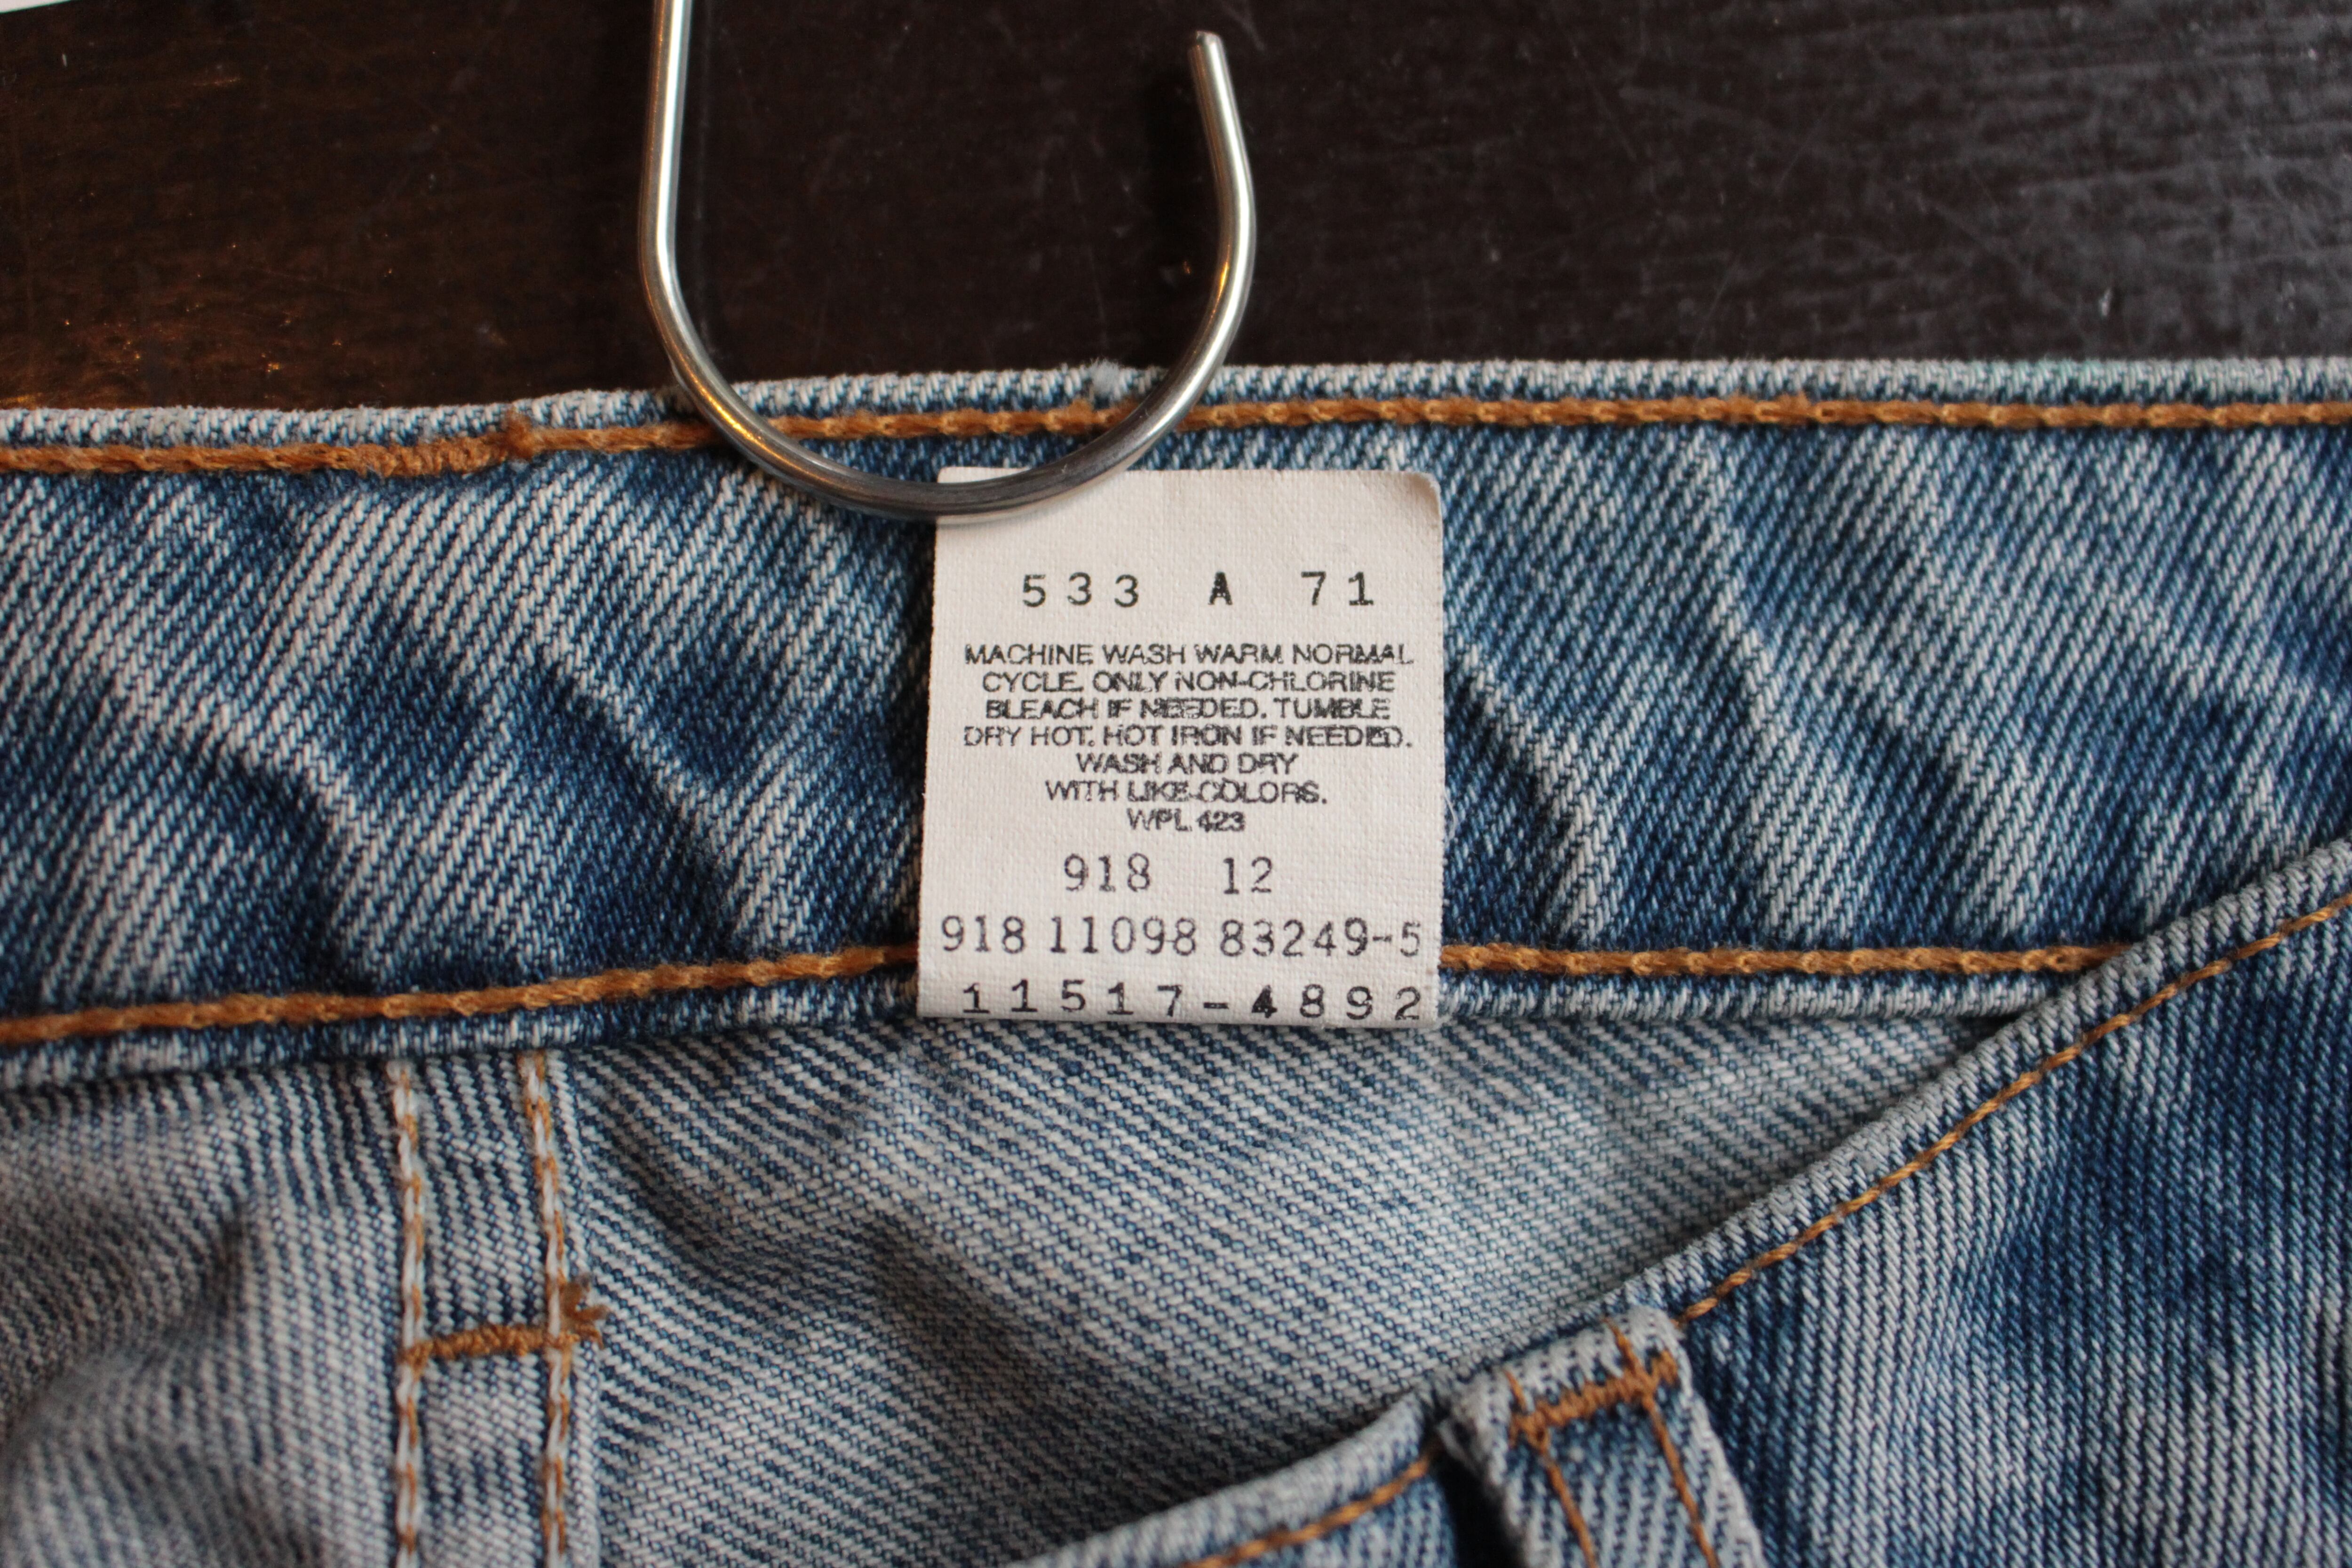 533 A 71
MACHINE WASH WARM NORMAL
CYCLE. ONLY NON-CHLORINE
BLEACH IF NEEDED. TUMBLE
DRY HOT. HOT IRON IF NEEDED.
WASH AND DRY
WITH LIKE COLORS.
WPL 423
918 12
918 11098 83249-5
11517-4892